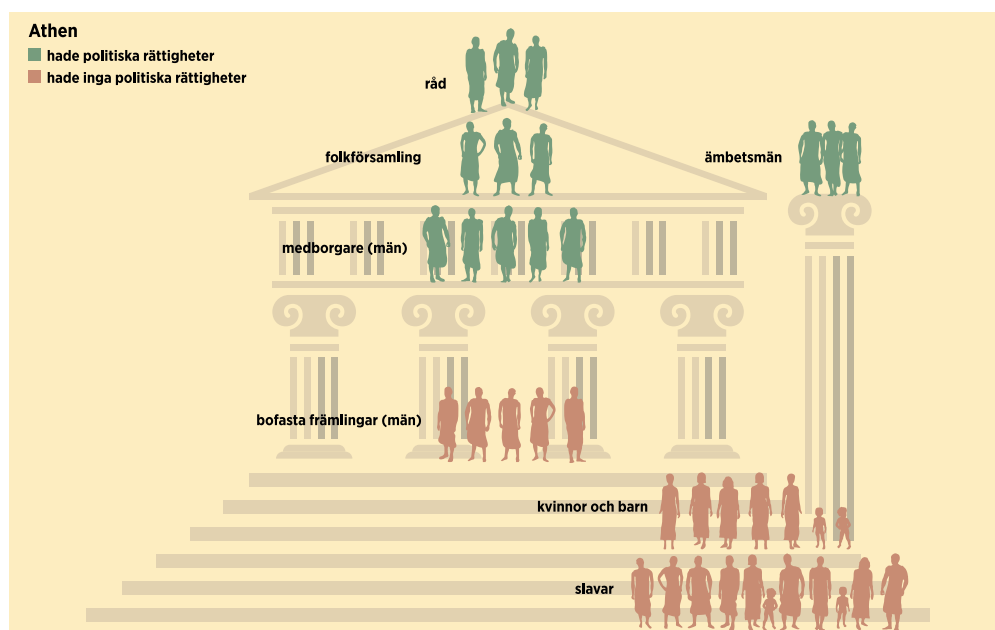 Athen
hade politiska rättigheter
hade inga politiska rättigheter
råd
folkförsamling
ämbetsmän
medborgare (män)
bofasta främlingar (män)
kvinnor och barn
slavar